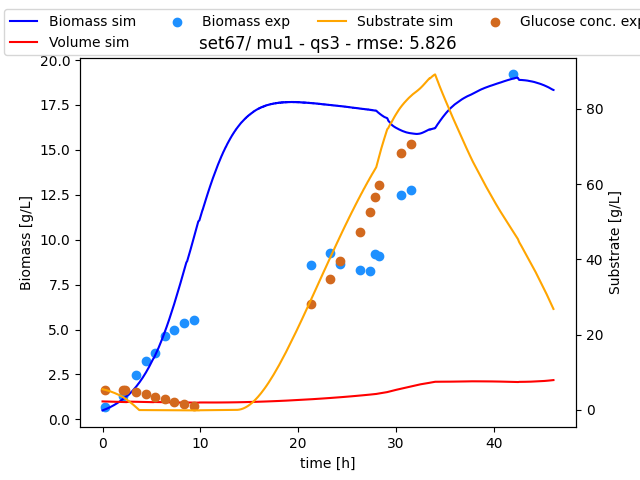 Biomass sim Biomass exp Substrate sim Glucose conc. exp
Volume sim
set67/ mu1 - qs3 - rmse: 5.826
20.0
17.5
15.0
12.5
10.0
7.5
5.0
2.5
0.0
Biomass [g/L]
80
60
40
20
0
Substrate [g/L]
0 10 20 30 40
time [h]